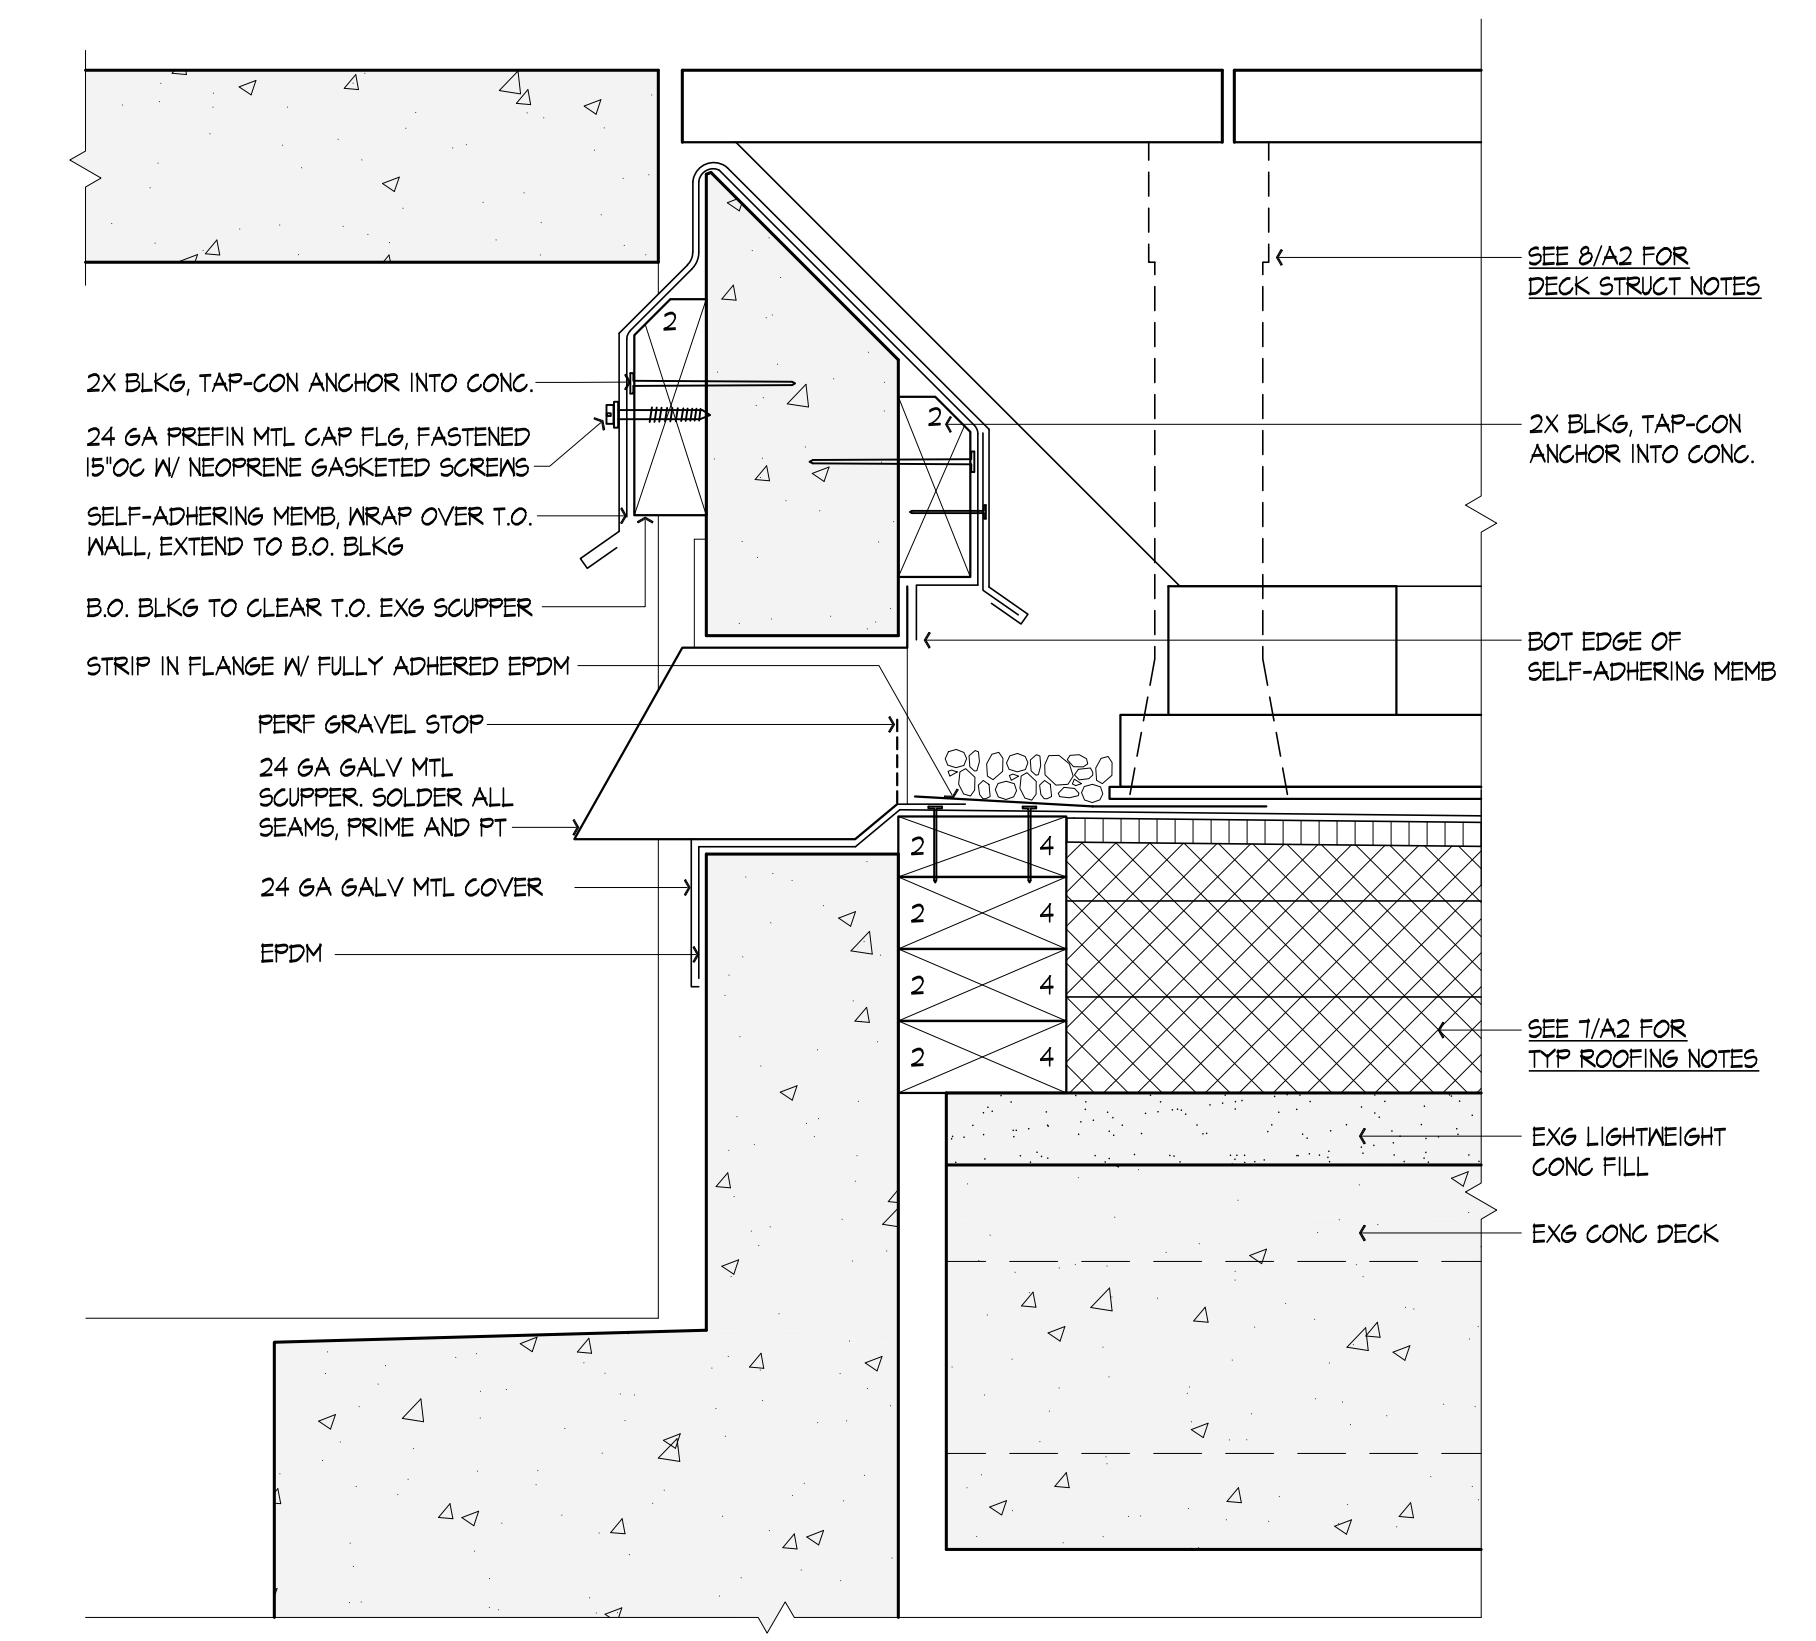 SEE 8/A2 FOR
DECK STRUCT NOTES
2
2X BLKG, TAP-CON ANCHOR INTO CONC.
24 GA PREFIN MTL CAP FLG, FASTENED
15"OC W/ NEOPRENE GASKETED SCREWS
2
2X BLKG, TAP-CON
ANCHOR INTO CONC.
SELF-ADHERING MEMB, WRAP OVER T.O.
WALL, EXTEND TO B.O. BLKG
B.O. BLKG TO CLEAR T.O. EXG SCUPPER
BOT EDGE OF
SELF-ADHERING MEMB
STRIP IN FLANGE W/ FULLY ADHERED EPDM
PERF GRAVEL STOP
24 GA GALV MTL
SCUPPER. SOLDER ALL
SEAMS, PRIME AND PT
2 4
24 GA GALV MTL COVER
2 4
EPDM
2 4
2 4
SEE 7/A2 FOR
TYP ROOFING NOTES
EXG LIGHTWEIGHT
CONC FILL
EXG CONC DECK